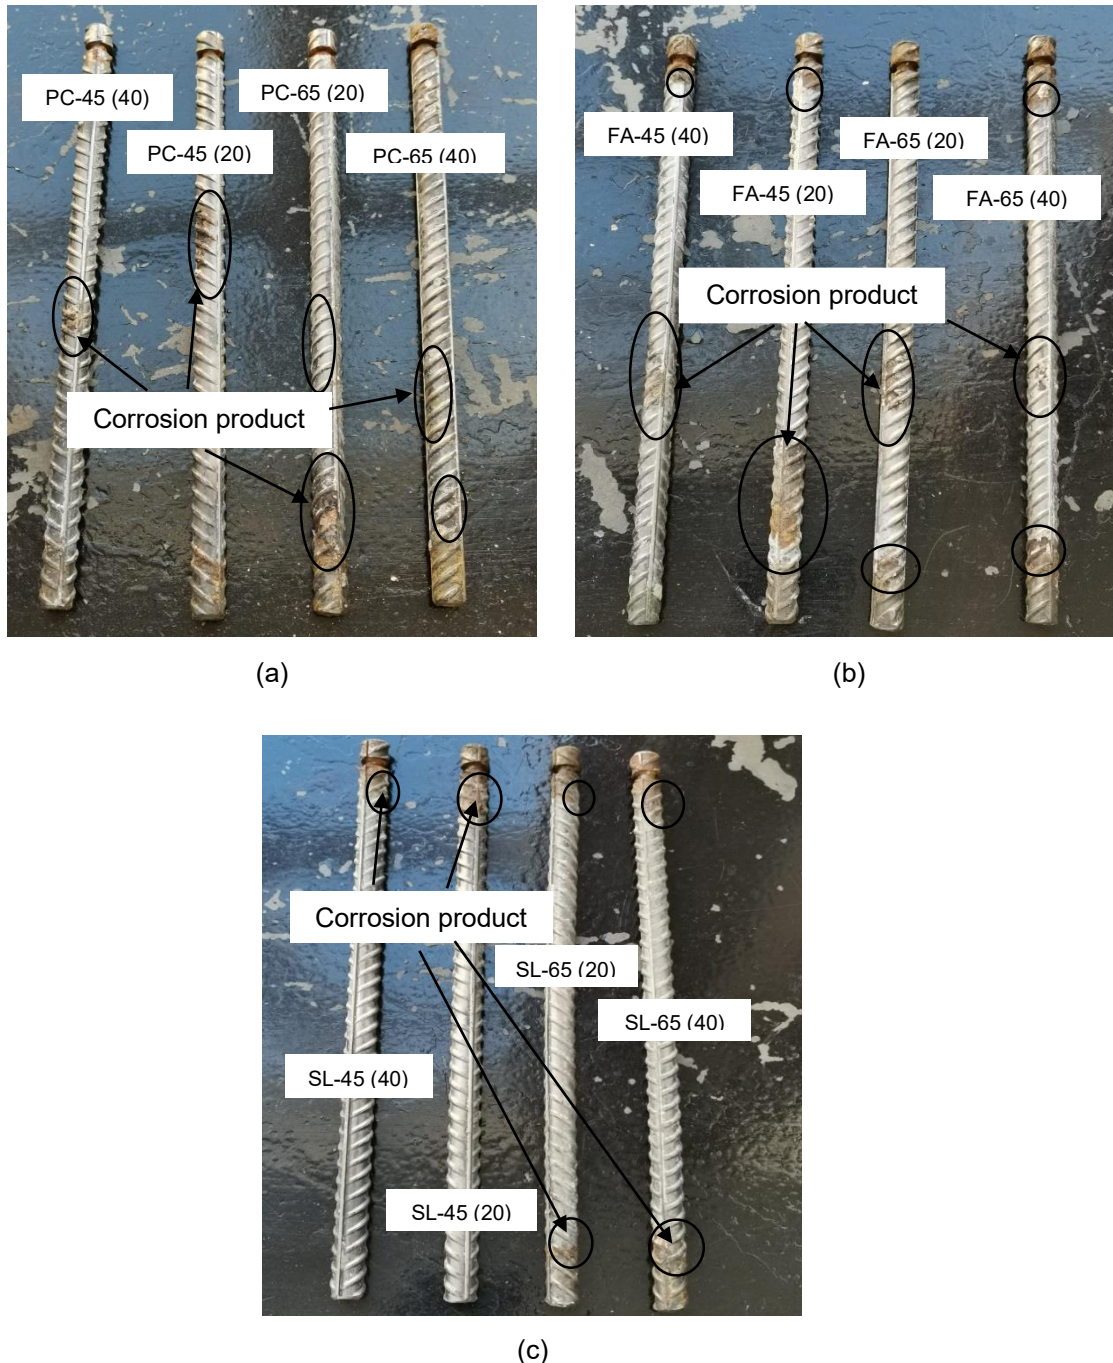 PC-45 (40)
PC-65 (20)
PC-45 (20)
PC-65 (40)
Corrosion product
(a)
FA-45 (40)
FA-65 (20)
FA-45 (20)
FA-65 (40)
Corrosion product
(b)
Corrosion product
SL-65 (20)
SL-65 (40)
SL-45 (40)
SL-45 (20)
(c)